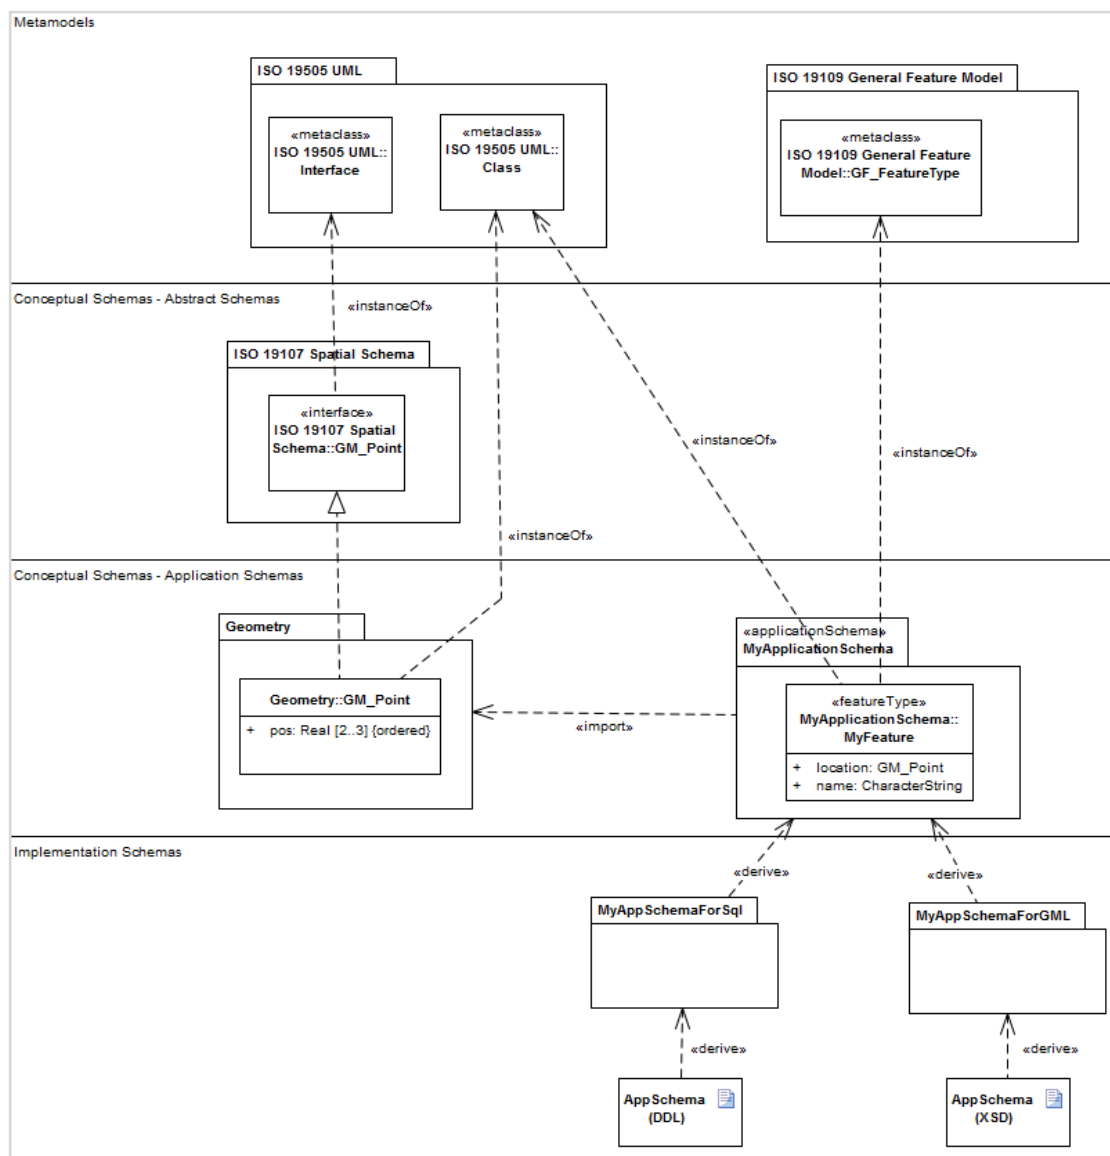 Metamodels
ISO 19505 UML
«metaclass»
ISO 19505 UML::
Interface
«metaclass»
ISO 19505 UML::
Class
ISO 19109 General Feature Model
«metaclass»
ISO 19109 General Feature
Model::GF_FeatureType
Conceptual Schemas - Abstract Schemas
«instanceOf»
ISO 19107 Spatial Schema
«interface»
ISO 19107 Spatial
Schema::GM_Point
«instanceOf»
«instanceOf»
«instanceOf»
Conceptual Schemas - Application Schemas
Geometry
Geometry::GM_Point
+ pos: Real [2..3] {ordered}
«import»
«applicationSchema»
MyApplicationSchema
«featureType»
MyApplicationSchema::
MyFeature
+ location: GM_Point
+ name: CharacterString
Implementation Schemas
«derive»
«derive»
MyAppSchemaForSql
MyAppSchemaForGML
«derive»
«derive»
AppSchema
(DDL)
AppSchema
(XSD)